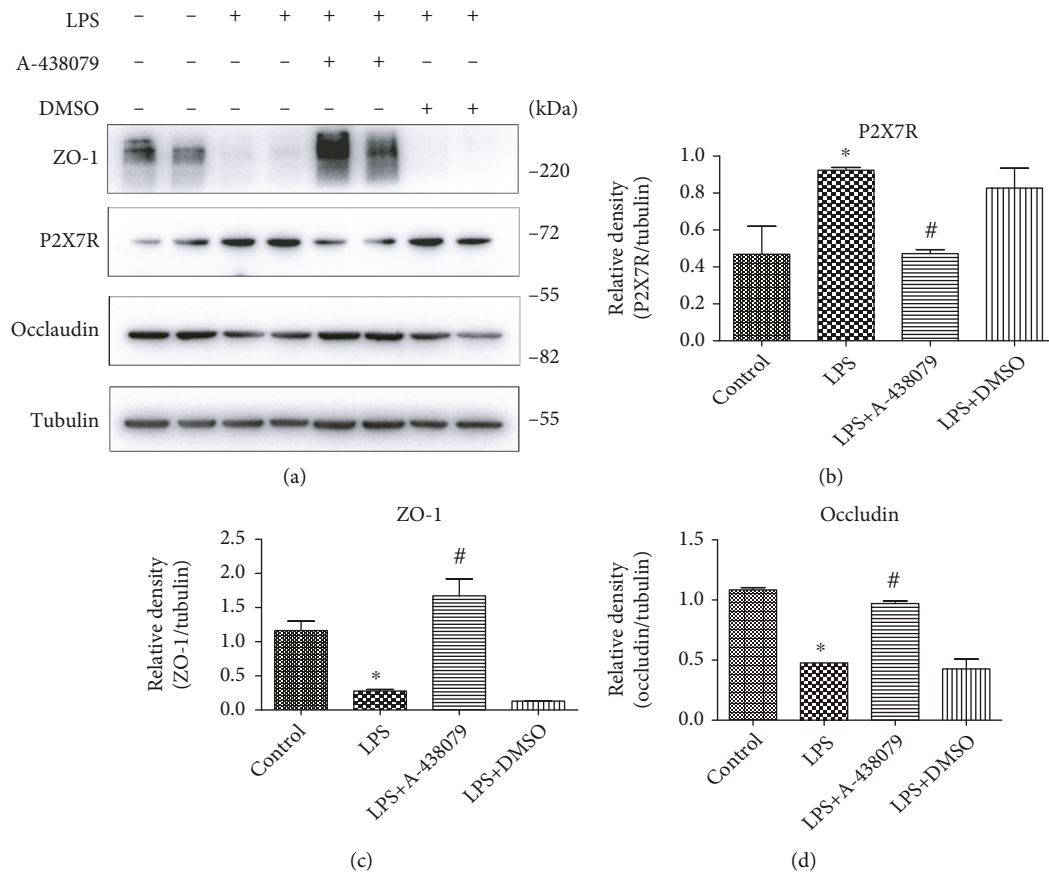 LPS – – + + + + + +
A-438079 – – – – + + – –
DMSO – – – – – – + + (kDa)
ZO-1
–220
P2X7R
–72
–55
Occlaudin
–82
Tubulin
–55
(a)
P2X7R
Relative density
(P2X7R/tubulin)
1.0
0.8
0.6
0.4
0.2
0.0
*
#
Control
LPS
LPS+A-438079
LPS+DMSO
(b)
ZO-1
Relative density
(ZO-1/tubulin)
2.5
2.0
1.5
1.0
0.5
0.0
*
#
Control
LPS
LPS+A-438079
LPS+DMSO
(c)
Occludin
Relative density
(occludin/tubulin)
1.5
1.0
0.5
0.0
*
#
Control
LPS
LPS+A-438079
LPS+DMSO
(d)